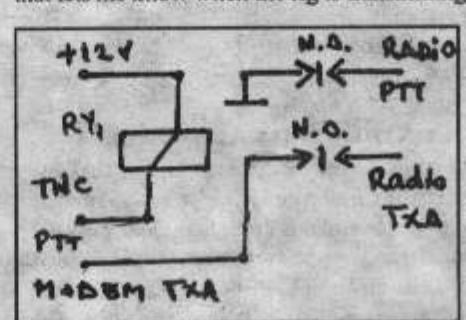 +12V
N.O.
RADiO
PTT
RY1
N.O.
Radio
TXA
TNC
PTT
MODEM TXA